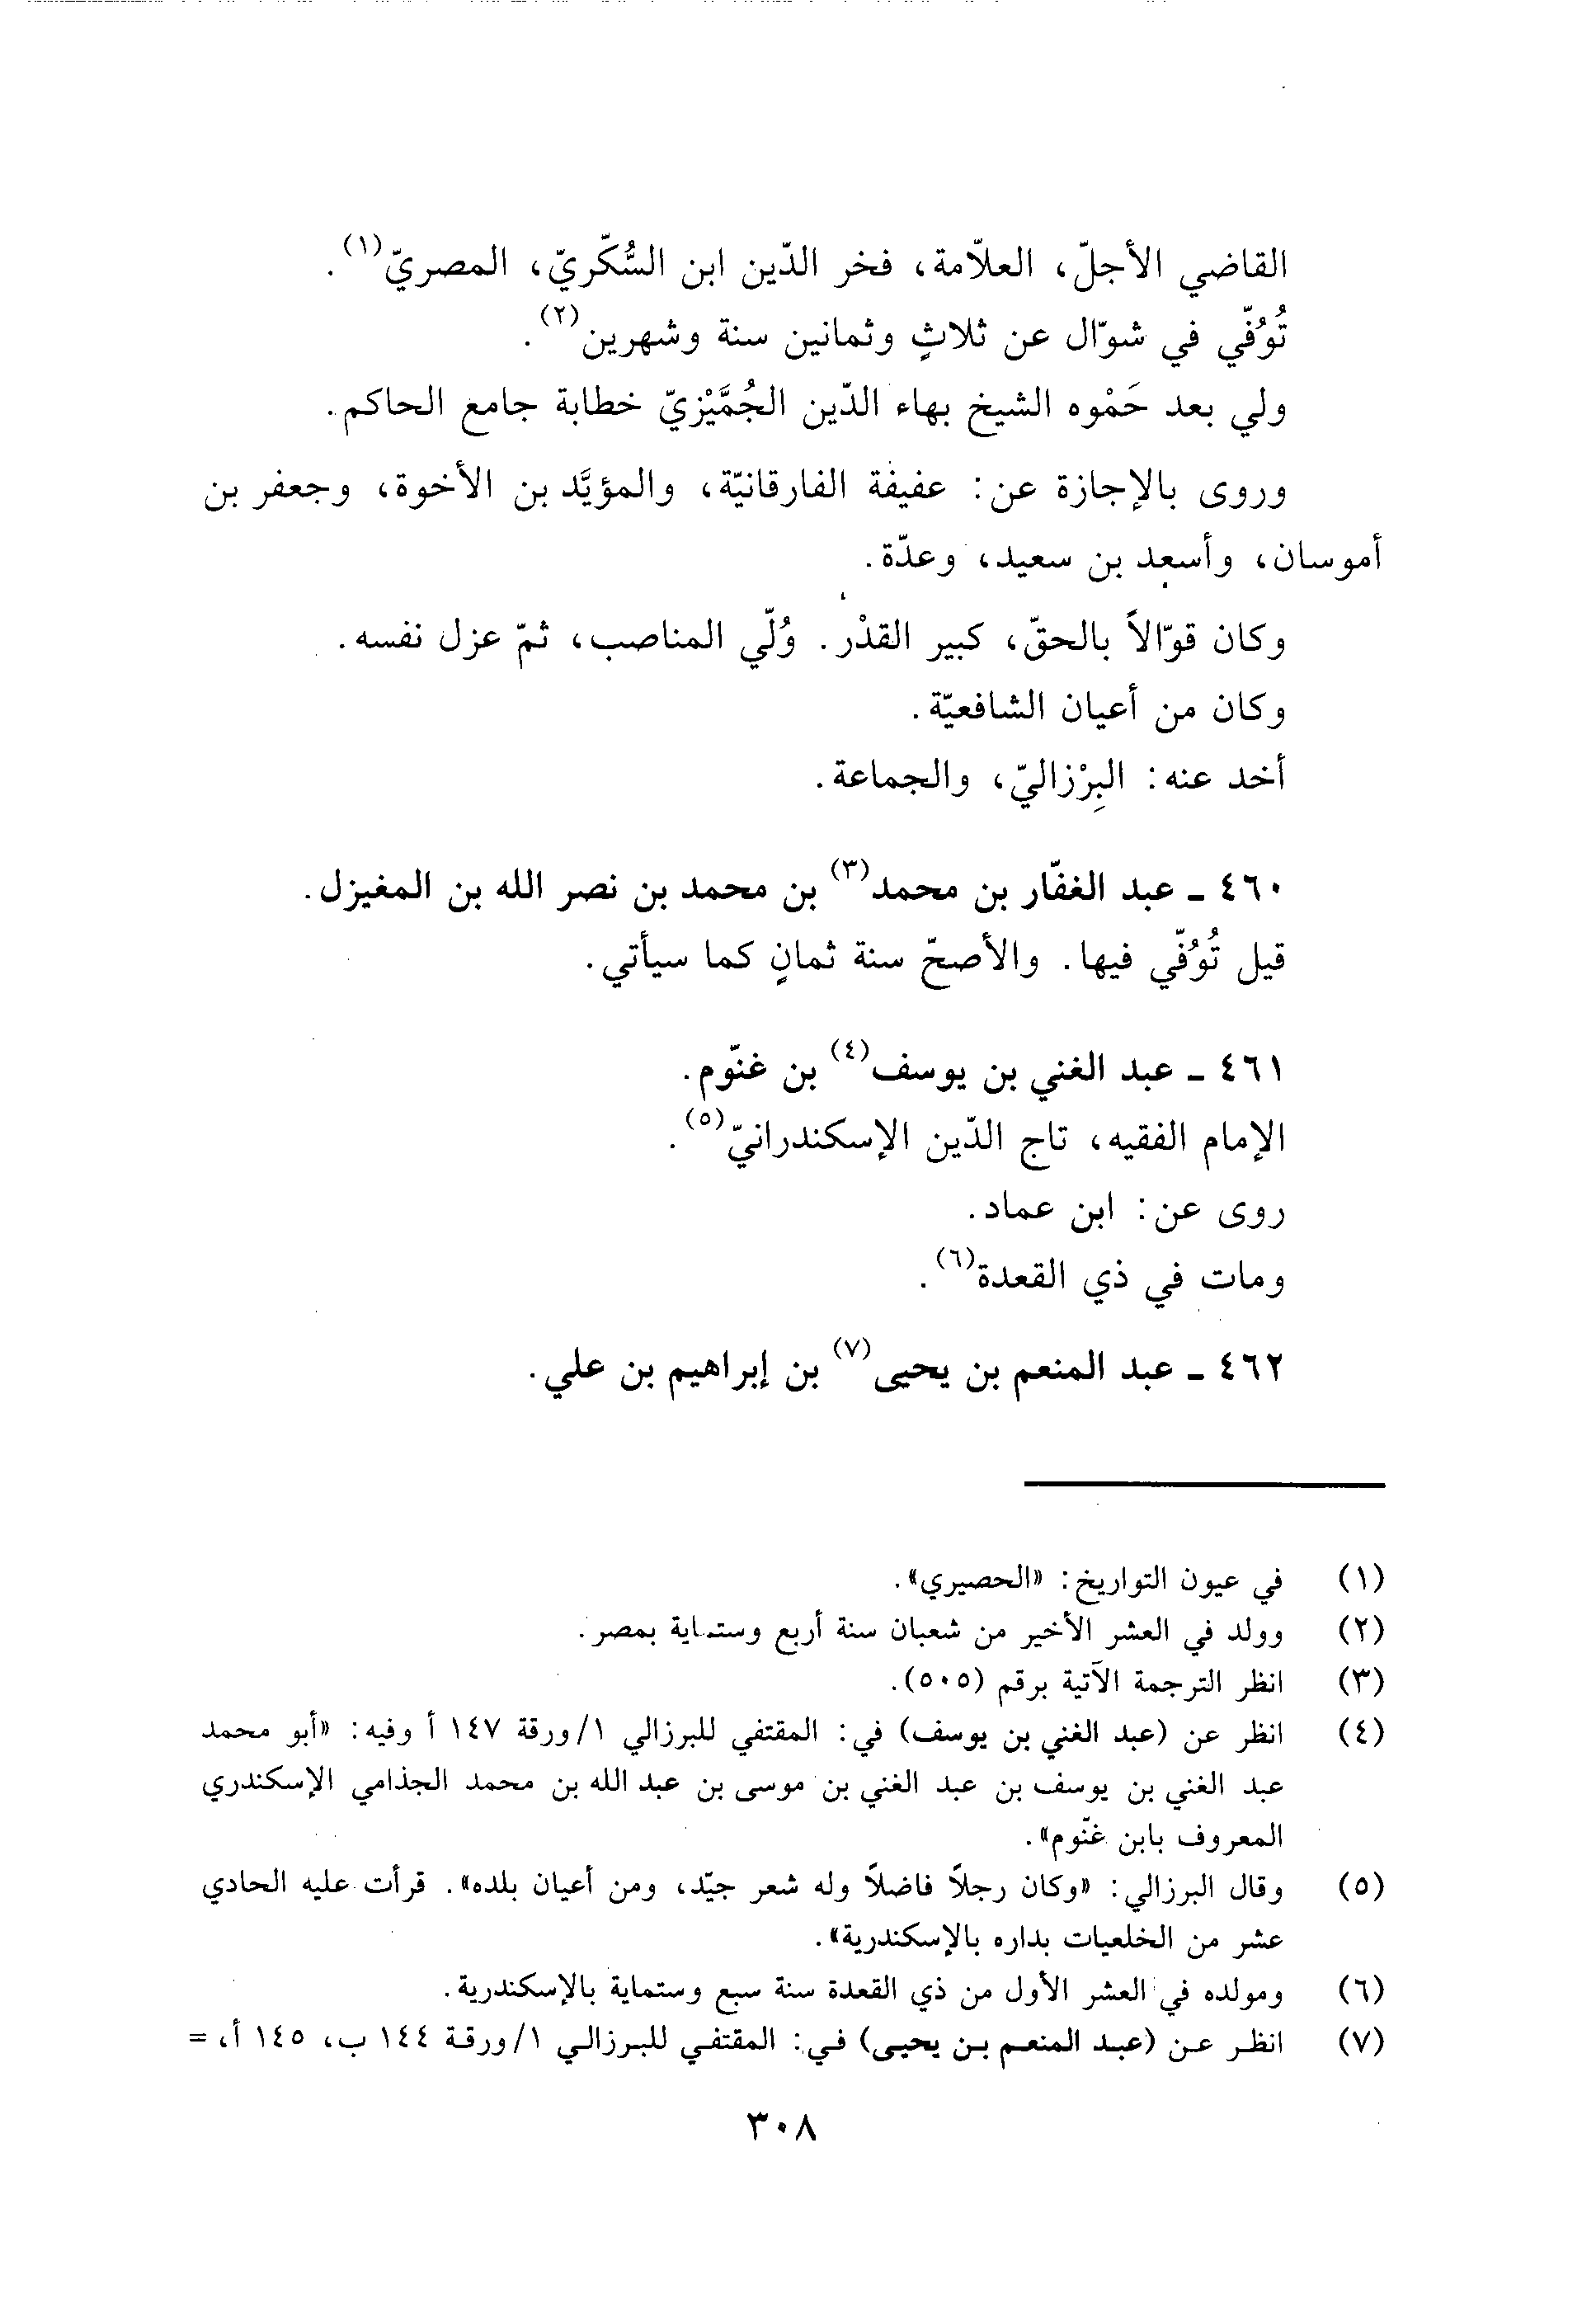 القاضي الأجلّ، العلاّمة، فخر الدّين ابن السُّكّريّ، المصريّ(١).
تُوُفّي في شوّال عن ثلاثٍ وثمانين سنة وشهرين(٢).
ولي بعد حَمْوه الشيخ بهاء الدّين الجُمَّيْزيّ خطابة جامع الحاكم.
وروى بالإجازة عن: عفيفة الفارقانيّة، والمؤيَّد بن الأخوة، وجعفر بن
أموسان، وأسعد بن سعيد، وعدّة.
وكان قوّالاً بالحقّ، كبير القدْر. وُلّي المناصب، ثمّ عزل نفسه.
وكان من أعيان الشافعيّة.
أخد عنه: البِرْزاليّ، والجماعة.
٤٦٠ ـ عبد الغفّار بن محمد(٣) بن محمد بن نصر الله بن المغيزل.
قيل تُوُفّي فيها. والأصحّ سنة ثمانٍ كما سيأتي.
٤٦١ ـ عبد الغني بن يوسف(٤) بن غنّوم.
الإمام الفقيه، تاج الدّين الإسكندرانيّ(٥).
روى عن: ابن عماد.
ومات في ذي القعدة(٦).
٤٦٢ ـ عبد المنعم بن يحيى(٧) بن إبراهيم بن علي.
(١) في عيون التواريخ: «الحصيري».
(٢) وولد في العشر الأخير من شعبان سنة أربع وستماية بمصر.
(٣) انظر الترجمة الآتية برقم (٥٠٥).
(٤) انظر عن (عبد الغني بن يوسف) في: المقتفي للبرزالي ١/ورقة ١٤٧ أ وفيه: «أبو محمد
عبد الغني بن يوسف بن عبد الغني بن موسى بن عبد الله بن محمد الجذامي الإسكندري
المعروف بابن غنّوم».
(٥) وقال البرزالي: «وكان رجلاً فاضلاً وله شعر جيّد، ومن أعيان بلده». قرأت عليه الحادي
عشر من الخلعيات بداره بالإسكندرية».
(٦) ومولده في العشر الأول من ذي القعدة سنة سبع وستماية بالإسكندرية.
(٧) انظر عن (عبد المنعم بن يحيى) في: المقتفي للبرزالي ١/ورقة ١٤٤ ب، ١٤٥ أ، =
٣٠٨